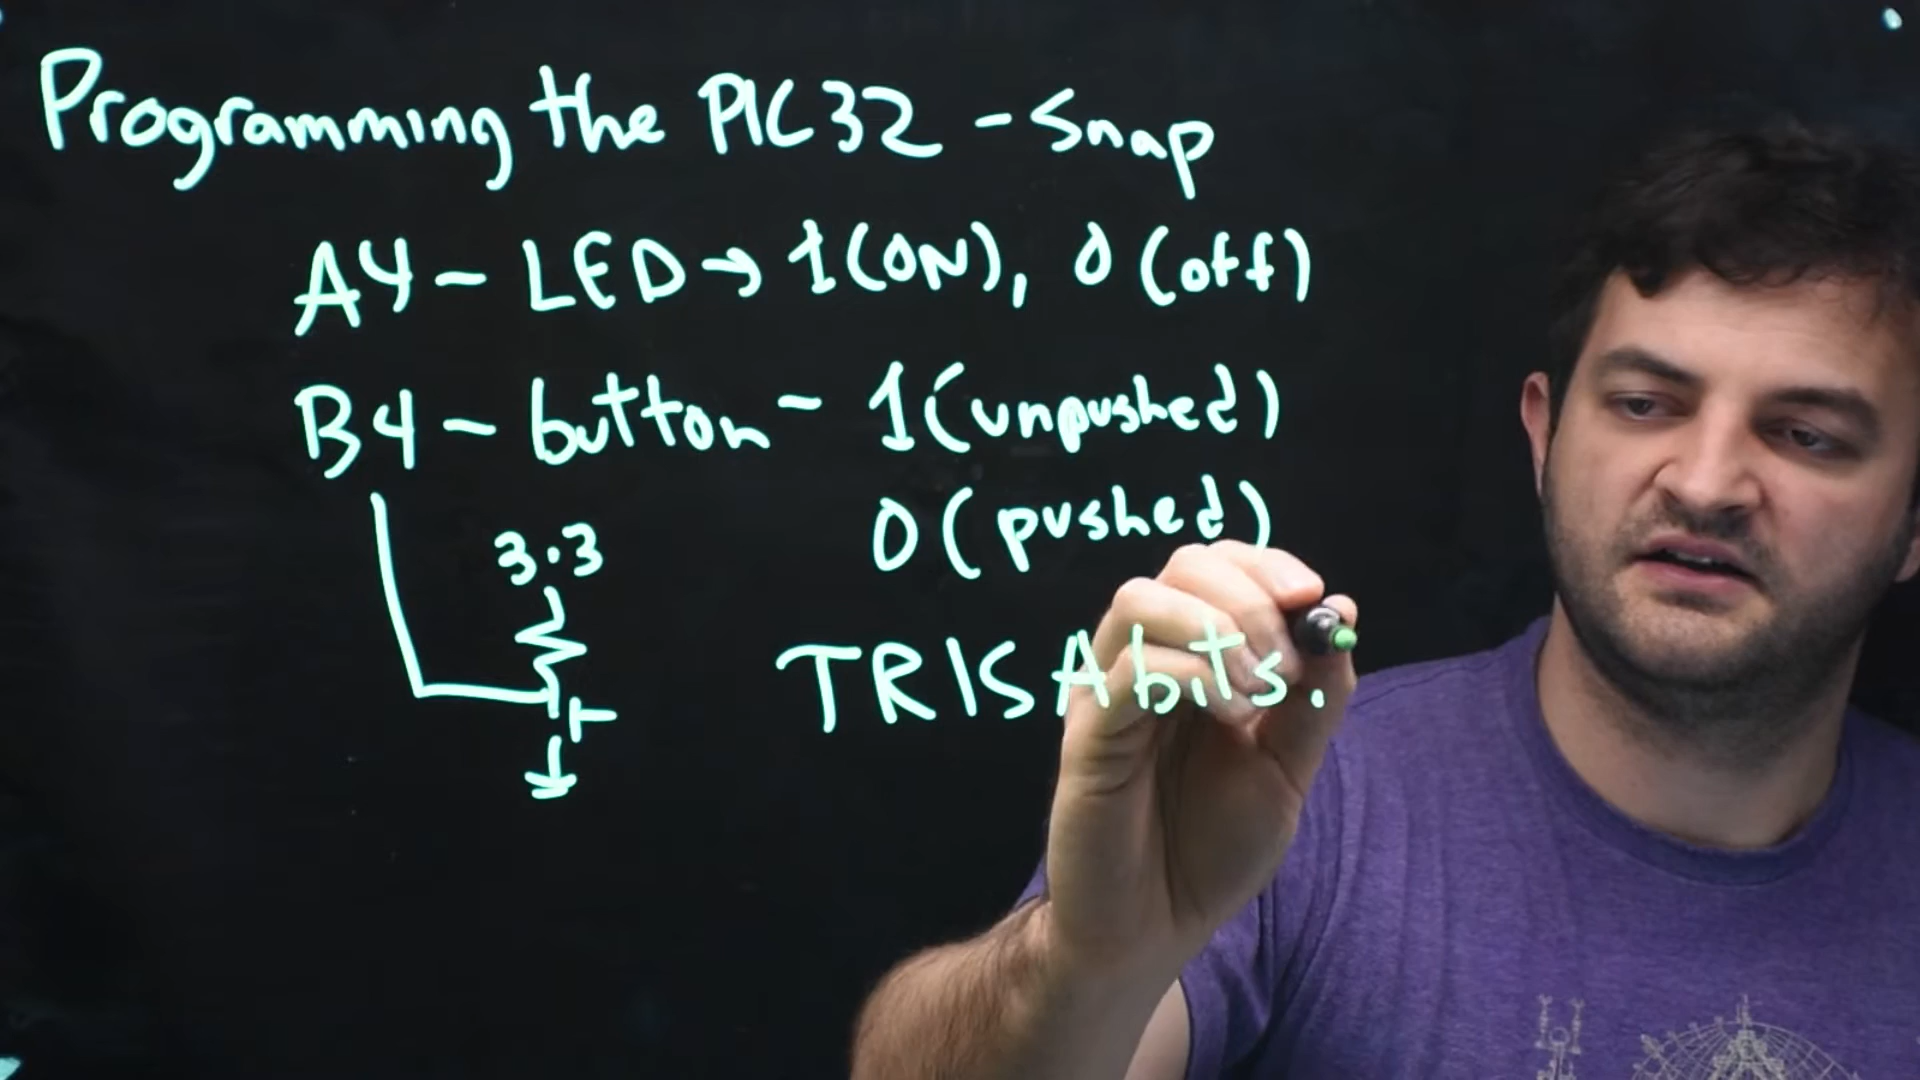 Programming the PIC32 - Snap
A4 - LED → 1 (ON), 0 (off)
B4 - button - 1 (unpushed)
0 (pushed)
3.3
TRISAbits.